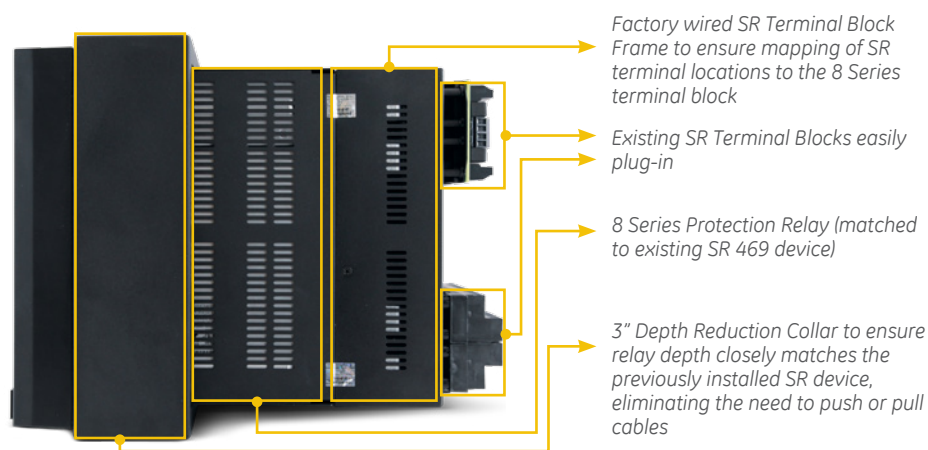 Factory wired SR Terminal Block
Frame to ensure mapping of SR
terminal locations to the 8 Series
terminal block
Existing SR Terminal Blocks easily
plug-in
8 Series Protection Relay (matched
to existing SR 469 device)
3" Depth Reduction Collar to ensure
relay depth closely matches the
previously installed SR device,
eliminating the need to push or pull
cables